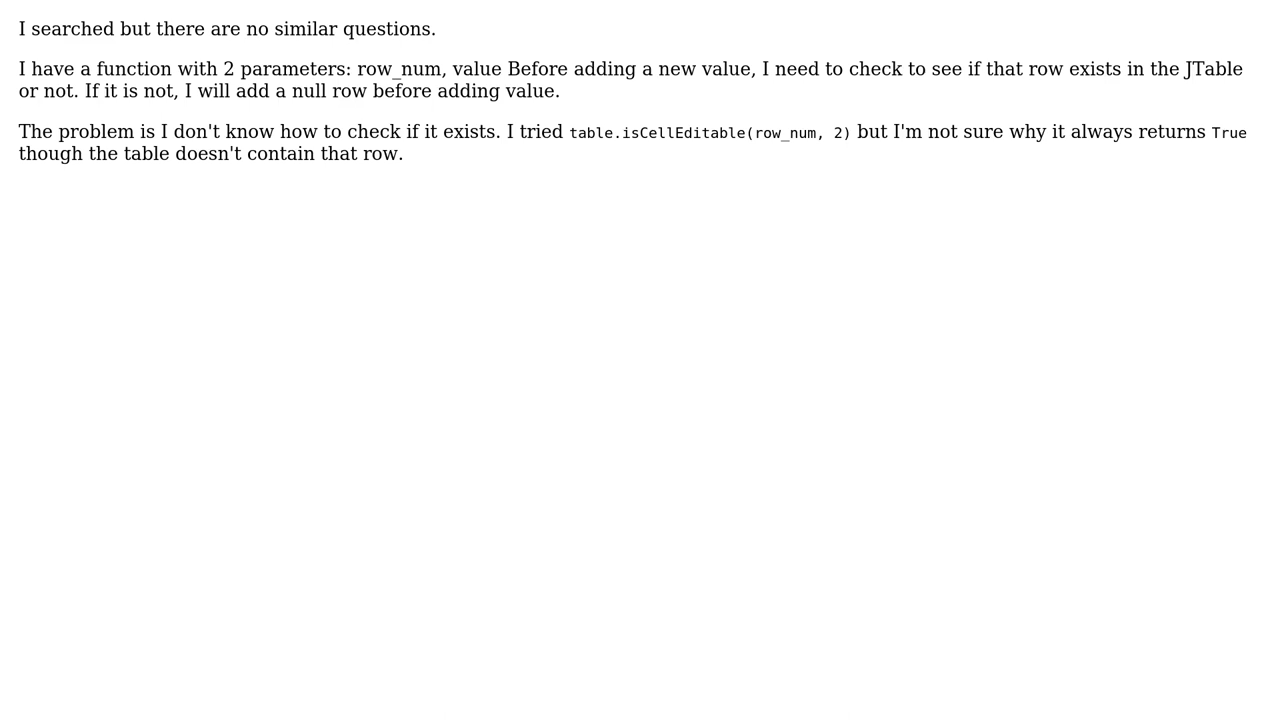 I searched but there are no similar questions.
I have a function with 2 parameters: row_num, value Before adding a new value, I need to check to see if that row exists in the JTable
or not. If it is not, I will add a null row before adding value.
The problem is I don't know how to check if it exists. I tried table.isCellEditable(row_num, 2) but I'm not sure why it always returns True
though the table doesn't contain that row.